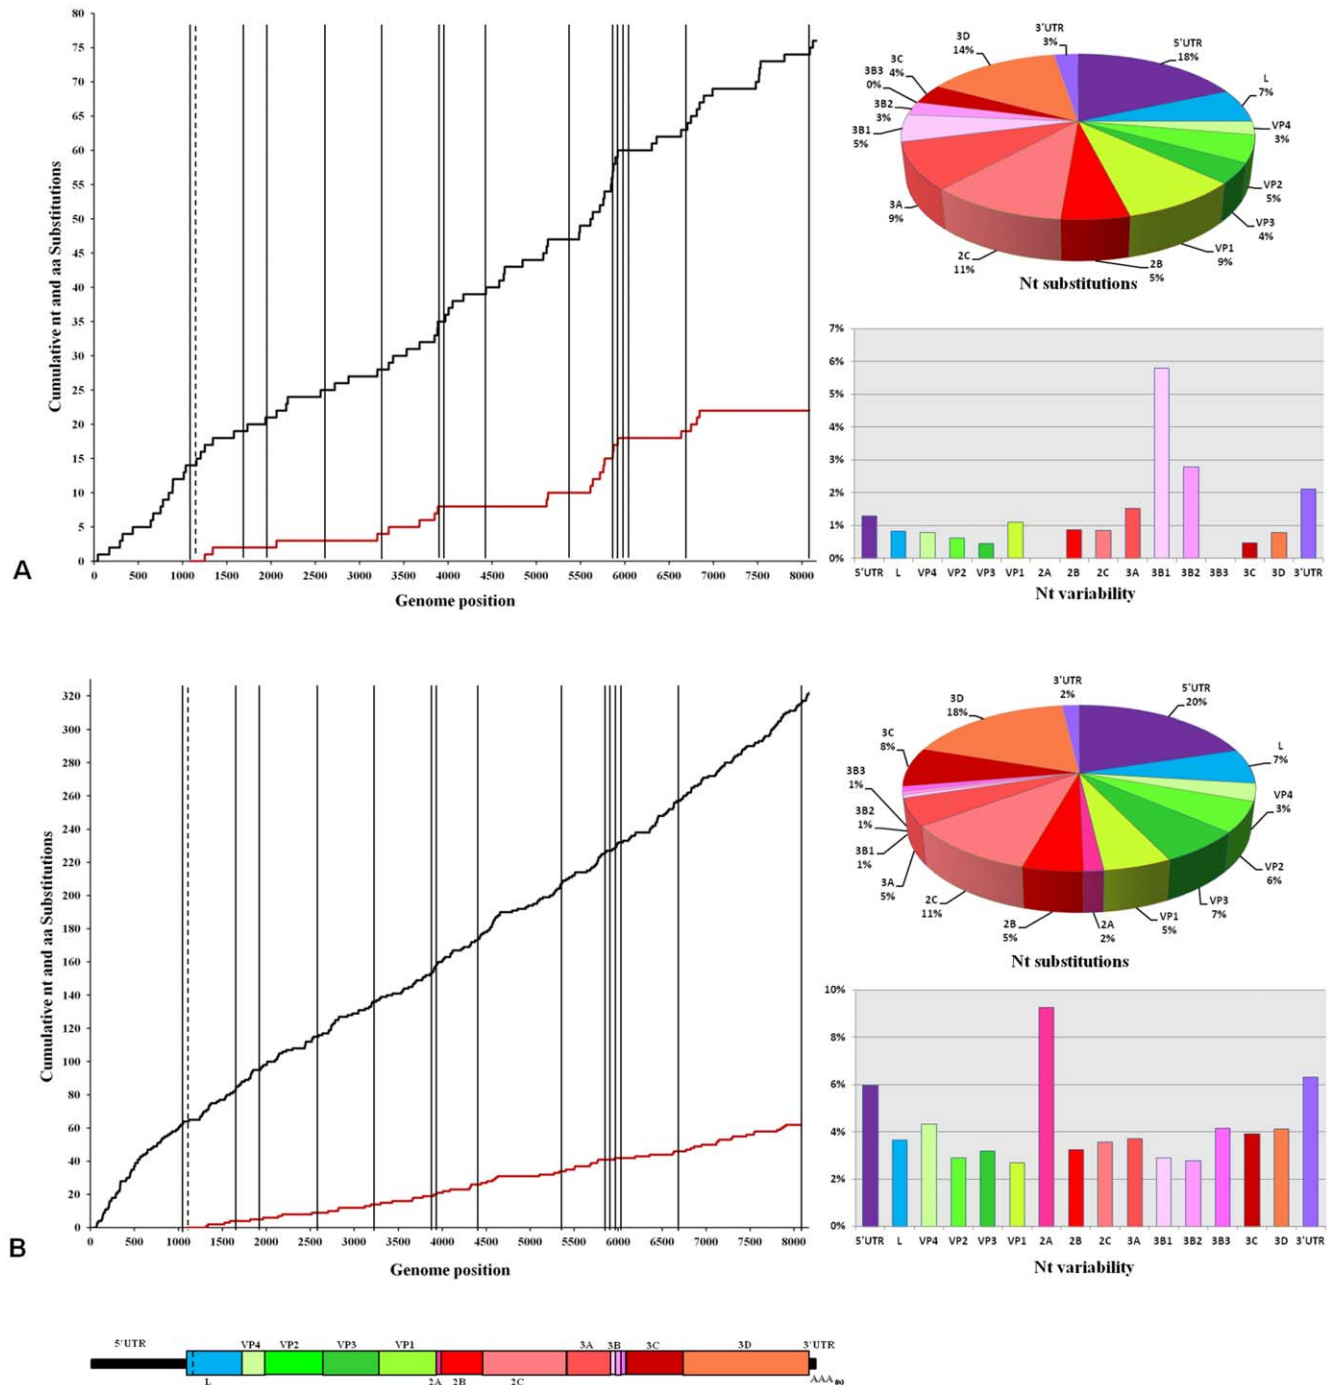 80
75
70
65
60
55
50
45
40
35
30
25
20
15
10
5
0
Cumulative nt and aa Substitutions
0 500 1000 1500 2000 2500 3000 3500 4000 4500 5000 5500 6000 6500 7000 7500 8000
Genome position
A
3'UTR
3%
5'UTR
18%
L
7%
VP4
3%
VP2
5%
VP3
4%
VP1
9%
2B
5%
2C
11%
3A
9%
3B1
5%
3B2
3%
3B3
0%
3C
4%
3D
14%
Nt substitutions
7%
6%
5%
4%
3%
2%
1%
0%
5'UTR L VP4 VP2 VP3 VP1 2A 2B 2C 3A 3B1 3B2 3B3 3C 3D 3'UTR
Nt variability
320
300
280
260
240
220
200
180
160
140
120
100
80
60
40
20
0
Cumulative nt and aa Substitutions
0 500 1000 1500 2000 2500 3000 3500 4000 4500 5000 5500 6000 6500 7000 7500 8000
Genome position
B
3'UTR
2%
5'UTR
20%
L
7%
VP4
3%
VP2
6%
VP3
7%
VP1
5%
2A
2%
2B
5%
2C
11%
3A
5%
3B1
1%
3B2
1%
3B3
1%
3C
8%
3D
18%
Nt substitutions
10%
8%
6%
4%
2%
0%
5'UTR L VP4 VP2 VP3 VP1 2A 2B 2C 3A 3B1 3B2 3B3 3C 3D 3'UTR
Nt variability
5'UTR VP4 VP2 VP3 VP1 3A 3B 3C 3D 3'UTR
L 2A 2B 2C AAA(n)